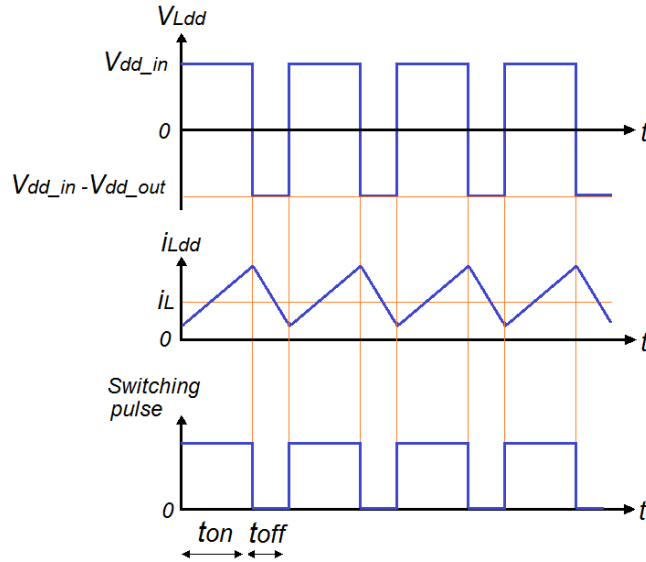 VLdd
Vdd_in
0
t
Vdd_in -Vdd_out
iLdd
iL
0
t
Switching
pulse
0
t
ton toff